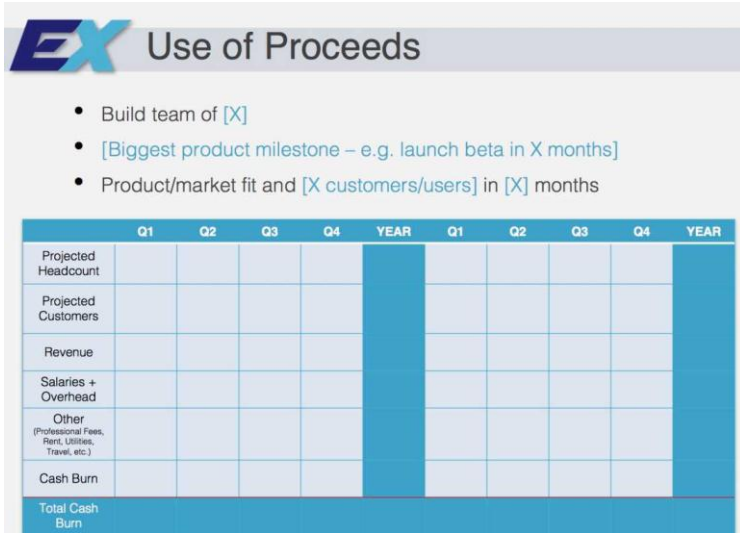 EX Use of Proceeds
• Build team of [X]
• [Biggest product milestone – e.g. launch beta in X months]
• Product/market fit and [X customers/users] in [X] months
Q1 Q2 Q3 Q4 YEAR Q1 Q2 Q3 Q4 YEAR
Projected
Headcount
Projected
Customers
Revenue
Salaries +
Overhead
Other
(Professional Fees,
Rent, Utilities,
Travel, etc.)
Cash Burn
Total Cash
Burn